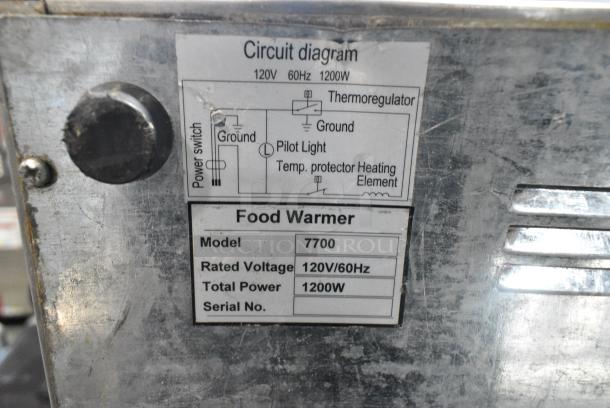 Circuit diagram
120V 60Hz 1200W
Thermoregulator
Ground
Ground
Power switch
L
Pilot Light
Temp. protector Heating
Element
Food Warmer
Model 7700
Rated Voltage 120V/60Hz
Total Power 1200W
Serial No.